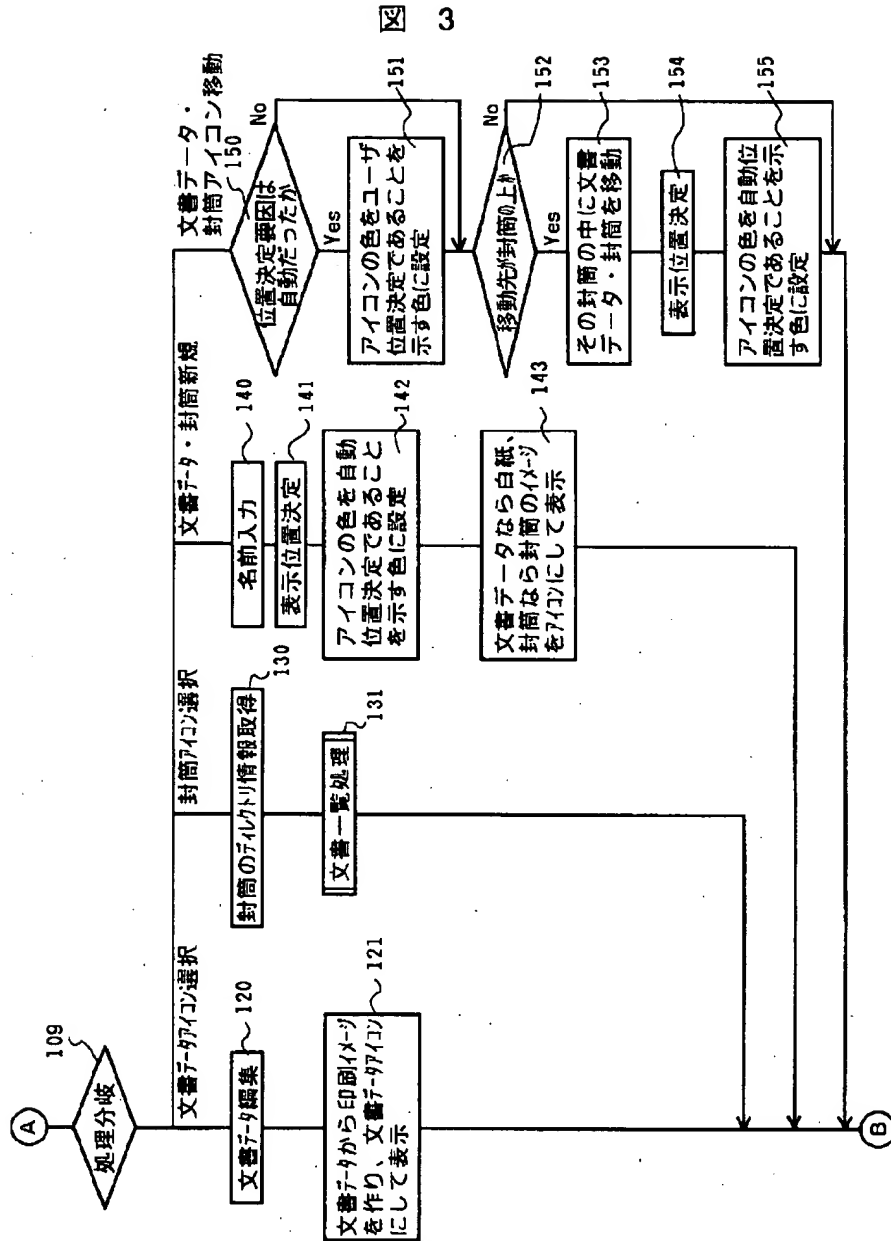 図 3
A
109
処理分岐
文書データアイコン選択
120
文書データ編集
121
文書データから印刷イメージ
を作り、文書データアイコン
にして表示
封筒アイコン選択
130
封筒のディレクトリ情報取得
131
文書一覧処理
文書データ・封筒新規
140
名前入力
141
表示位置決定
142
アイコンの色を自動
位置決定であること
を示す色に設定
143
文書データなら白紙、
封筒なら封筒のイメージ
をアイコンにして表示
文書データ・
封筒アイコン移動
150
位置決定要因は
自動だったか
No
Yes
151
アイコンの色をユーザ
位置決定であることを
示す色に設定
152
移動先が封筒の上か
No
Yes
153
その封筒の中に文書
データ・封筒を移動
154
表示位置決定
155
アイコンの色を自動位
置決定であることを示
す色に設定
B